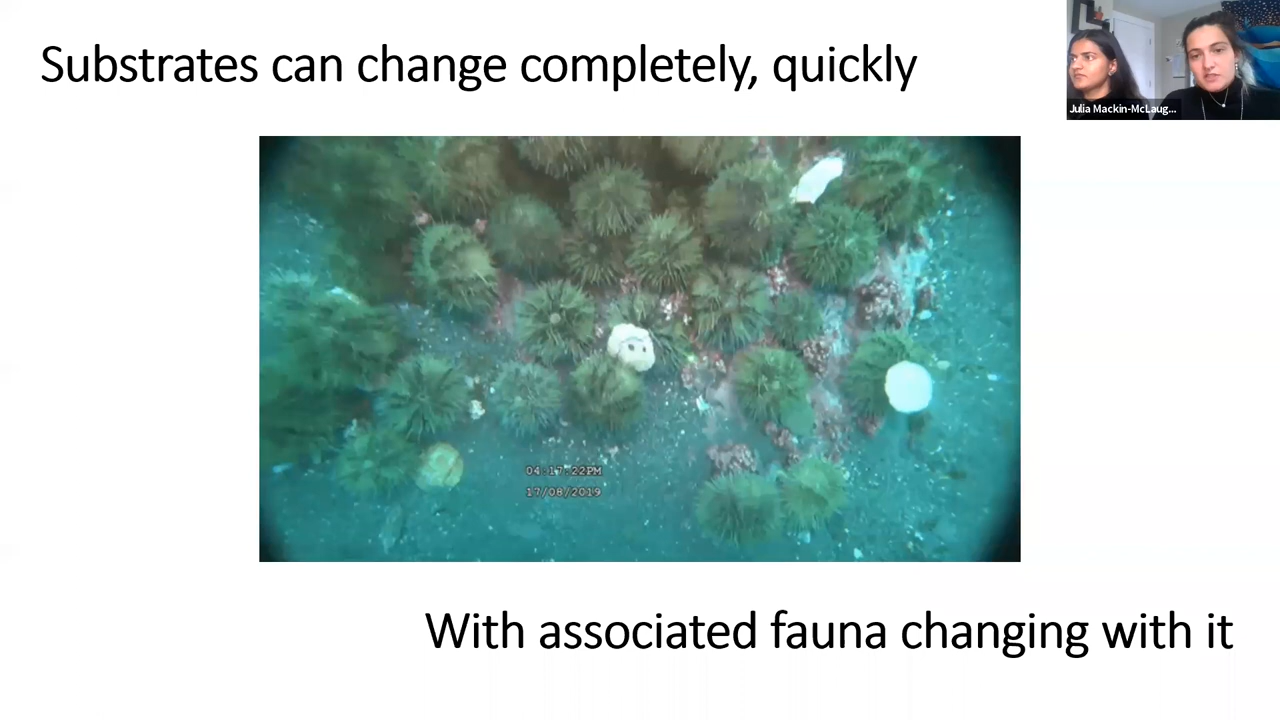 Substrates can change completely, quickly
Julia Mackin-McLaug...
04:17:22PM
17/08/2019
With associated fauna changing with it